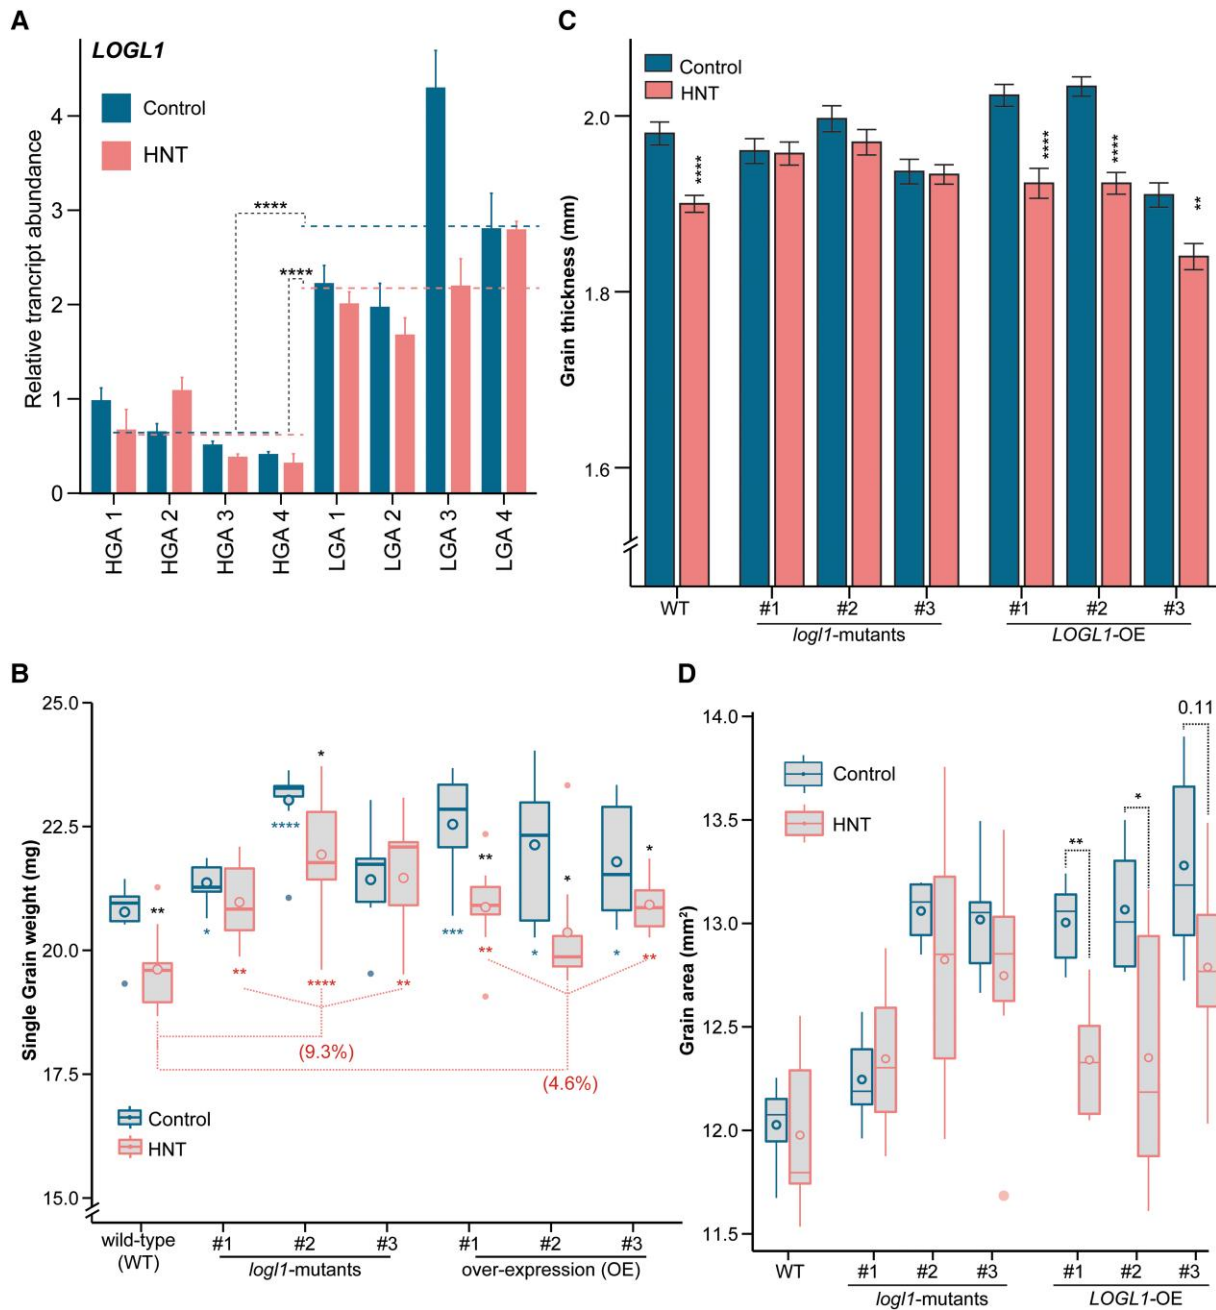 A
LOGL1
Control
HNT
Relative trancript abundance
4
3
2
1
0
****
****
HGA 1
HGA 2
HGA 3
HGA 4
LGA 1
LGA 2
LGA 3
LGA 4
C
Control
HNT
Grain thickness (mm)
2.0
1.8
1.6
****
****
****
**
WT
#1
#2
#3
#1
#2
#3
logl1-mutants
LOGL1-OE
B
Single Grain weight (mg)
25.0
22.5
20.0
17.5
15.0
**
*
**
****
*
****
**
**
***
**
*
*
*
*
**
(9.3%)
(4.6%)
Control
HNT
wild-type
(WT)
#1
#2
#3
#1
#2
#3
logl1-mutants
over-expression (OE)
D
Grain area (mm²)
14.0
13.5
13.0
12.5
12.0
11.5
Control
HNT
**
*
0.11
WT
#1
#2
#3
#1
#2
#3
logl1-mutants
LOGL1-OE